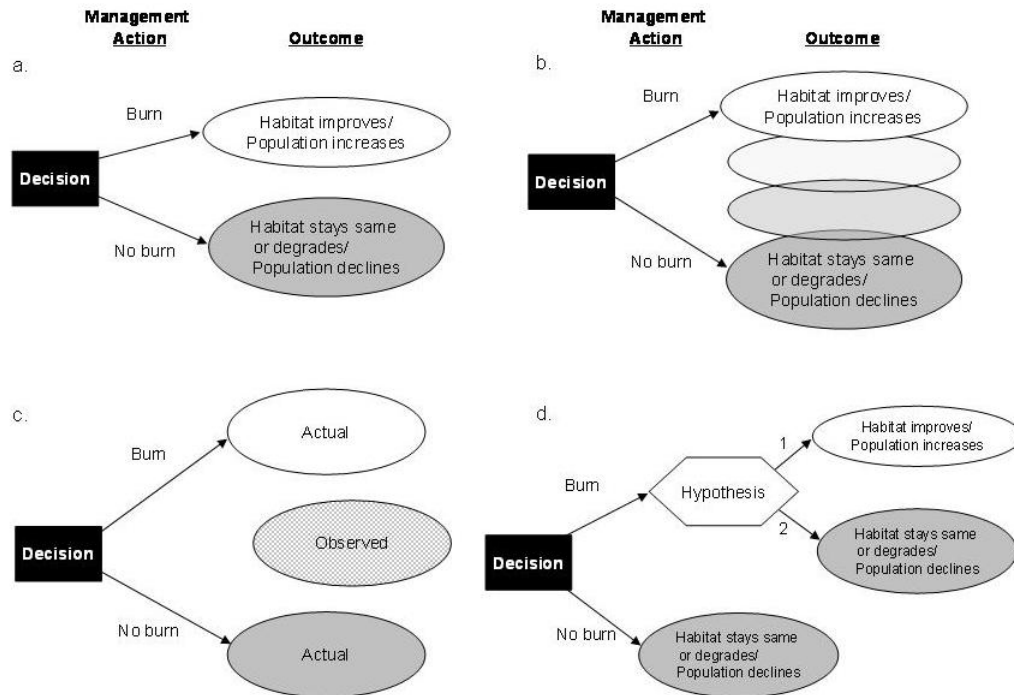 Management
Action
Outcome
a.
Burn
Habitat improves/
Population increases
Decision
No burn
Habitat stays same
or degrades/
Population declines
Management
Action
Outcome
b.
Burn
Habitat improves/
Population increases
Decision
No burn
Habitat stays same
or degrades/
Population declines
c.
Burn
Actual
Observed
Decision
No burn
Actual
d.
Burn
Hypothesis
1
Habitat improves/
Population increases
2
Habitat stays same
or degrades/
Population declines
Decision
No burn
Habitat stays same
or degrades/
Population declines